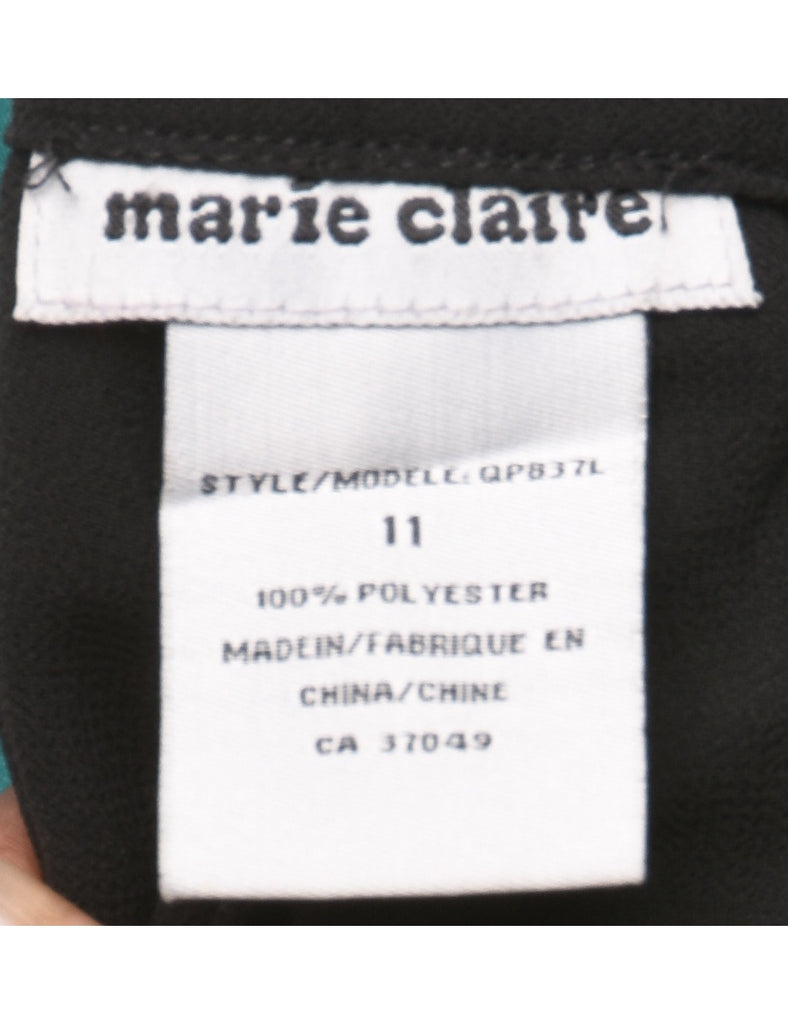 marie claire
STYLE/MODELE: QP837L
11
100% POLYESTER
MADEIN/FABRIQUE EN
CHINA/CHINE
CA 37049